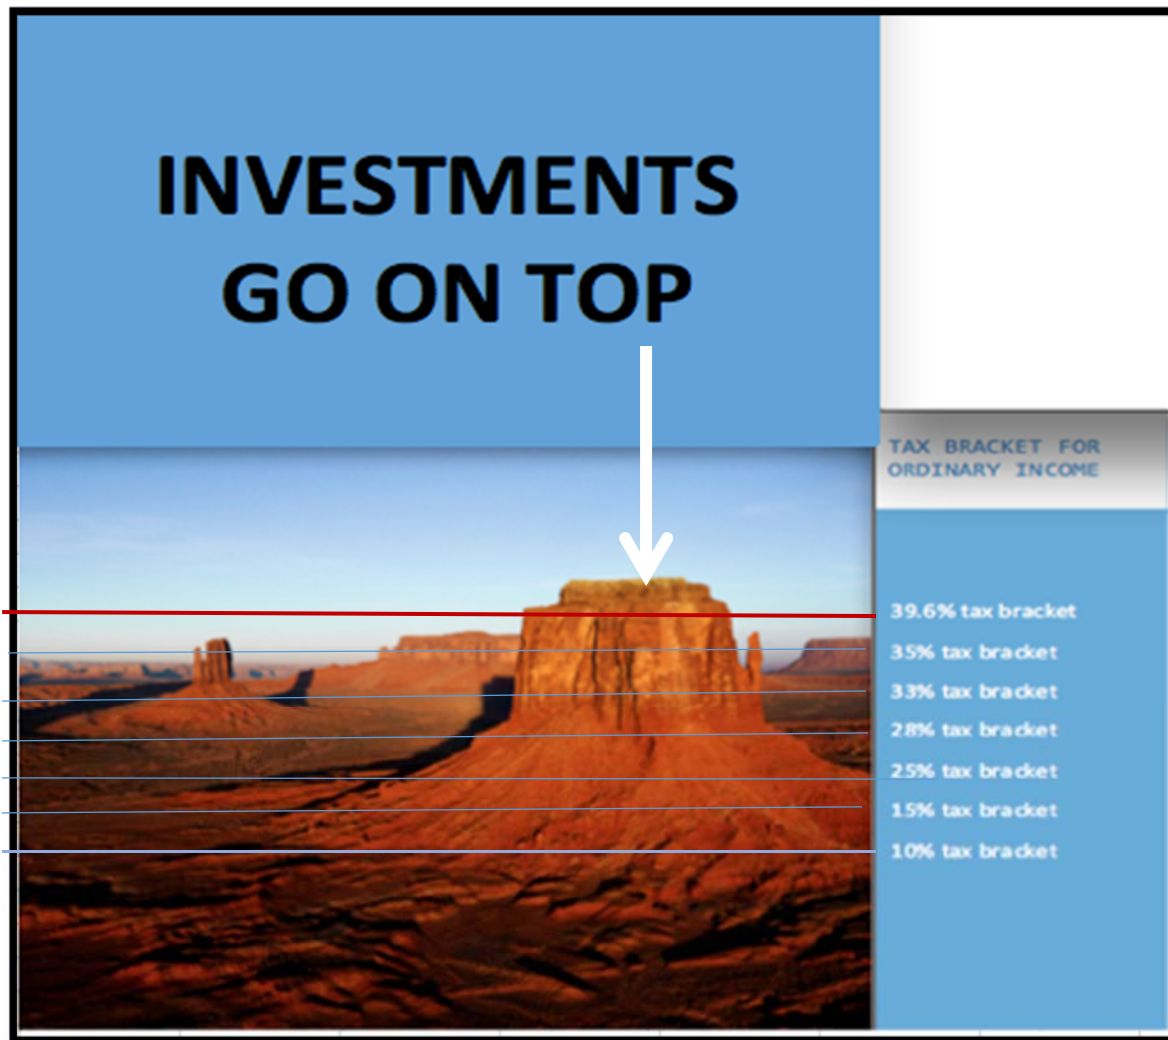 INVESTMENTS
GO ON TOP
TAX BRACKET FOR
ORDINARY INCOME
39.6% tax bracket
35% tax bracket
33% tax bracket
28% tax bracket
25% tax bracket
15% tax bracket
10% tax bracket